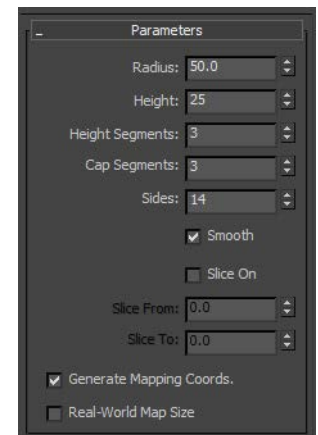 - Parameters
Radius: 50.0
Height: 25
Height Segments: 3
Cap Segments: 3
Sides: 14
Smooth
Slice On
Slice From: 0.0
Slice To: 0.0
Generate Mapping Coords.
Real-World Map Size